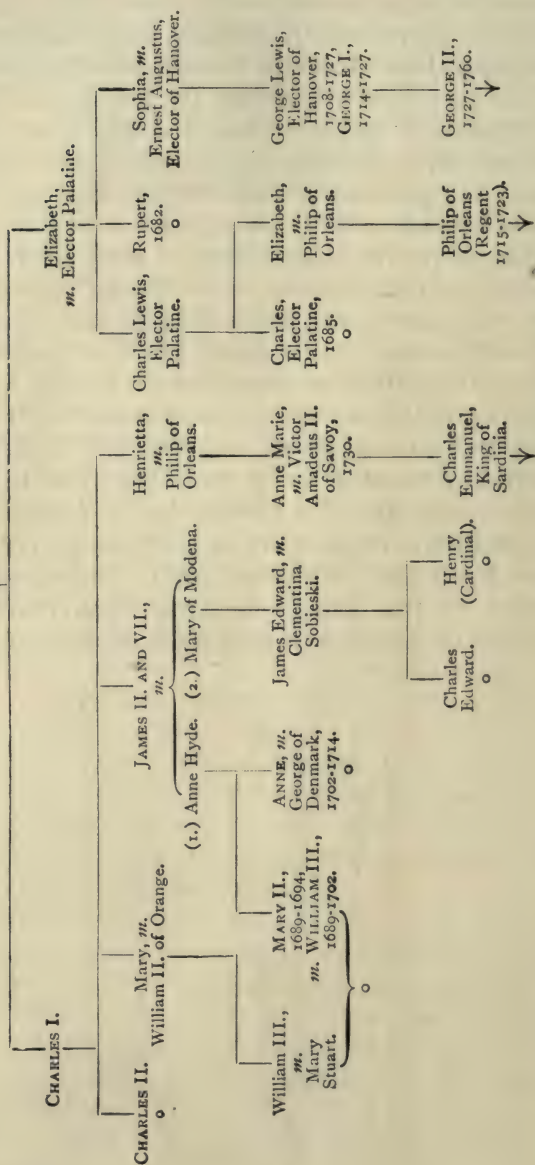 CHARLES I.
Elizabeth,
m. Elector Palatine.
CHARLES II.
o
Mary, m.
William II. of Orange.
JAMES II. AND VII.,
m.
(1.) Anne Hyde. (2.) Mary of Modena.
Henrietta,
m.
Philip of
Orleans.
Charles Lewis,
Elector
Palatine.
Rupert,
1682.
o
Sophia, m.
Ernest Augustus,
Elector of Hanover.
William III.,
m.
Mary
Stuart.
MARY II.,
1689-1694,
m. WILLIAM III.,
1689-1702.
o
ANNE, m.
George of
Denmark,
1702-1714.
o
James Edward, m.
Clementina
Sobieski.
Anne Marie,
m. Victor
Amadeus II.
of Savoy,
1730.
Charles,
Elector
Palatine,
1685.
o
Elizabeth,
m.
Philip of
Orleans.
George Lewis,
Elector of
Hanover,
1708-1727,
GEORGE I.,
1714-1727.
Charles
Edward.
o
Henry
(Cardinal).
o
Charles
Emmanuel,
King of
Sardinia.
Philip of
Orleans
(Regent
1715-1723).
GEORGE II.,
1727-1760.